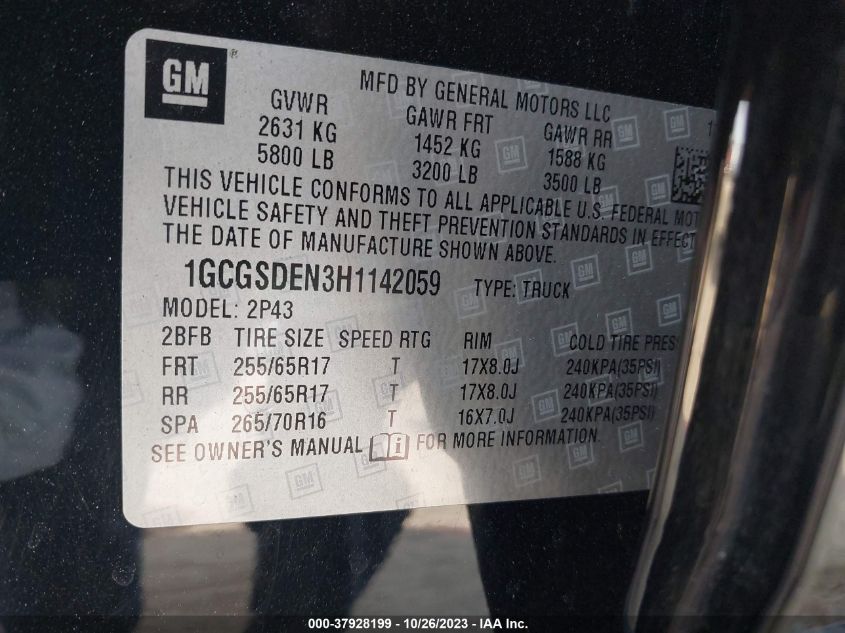 GM ®
MFD BY GENERAL MOTORS LLC
GVWR GAWR FRT GAWR RR
2631 KG 1452 KG 1588 KG
5800 LB 3200 LB 3500 LB
THIS VEHICLE CONFORMS TO ALL APPLICABLE U.S. FEDERAL MOT
VEHICLE SAFETY AND THEFT PREVENTION STANDARDS IN EFFECT
THE DATE OF MANUFACTURE SHOWN ABOVE.
1GCGSDEN3H1142059 TYPE: TRUCK
MODEL: 2P43
2BFB TIRE SIZE SPEED RTG RIM COLD TIRE PRES
FRT 255/65R17 T 17X8.0J 240KPA(35PSI)
RR 255/65R17 T 17X8.0J 240KPA(35PSI)
SPA 265/70R16 T 16X7.0J 240KPA(35PSI)
SEE OWNER'S MANUAL i FOR MORE INFORMATION.
000-37928199 - 10/26/2023 - IAA Inc.